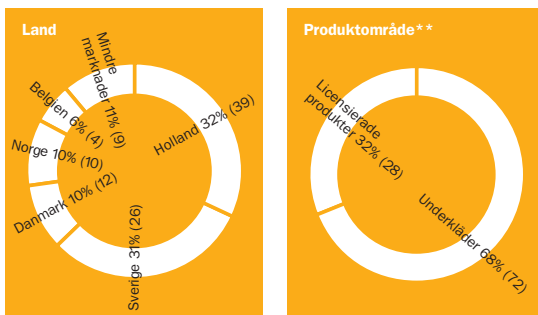 Land
Mindre
marknader 11% (9)
Holland 32% (39)
Belgien 6% (4)
Norge 10% (10)
Danmark 10% (12)
Sverige 31% (26)
Produktområde**
Licensierade
produkter 32% (28)
Underkläder 68% (72)